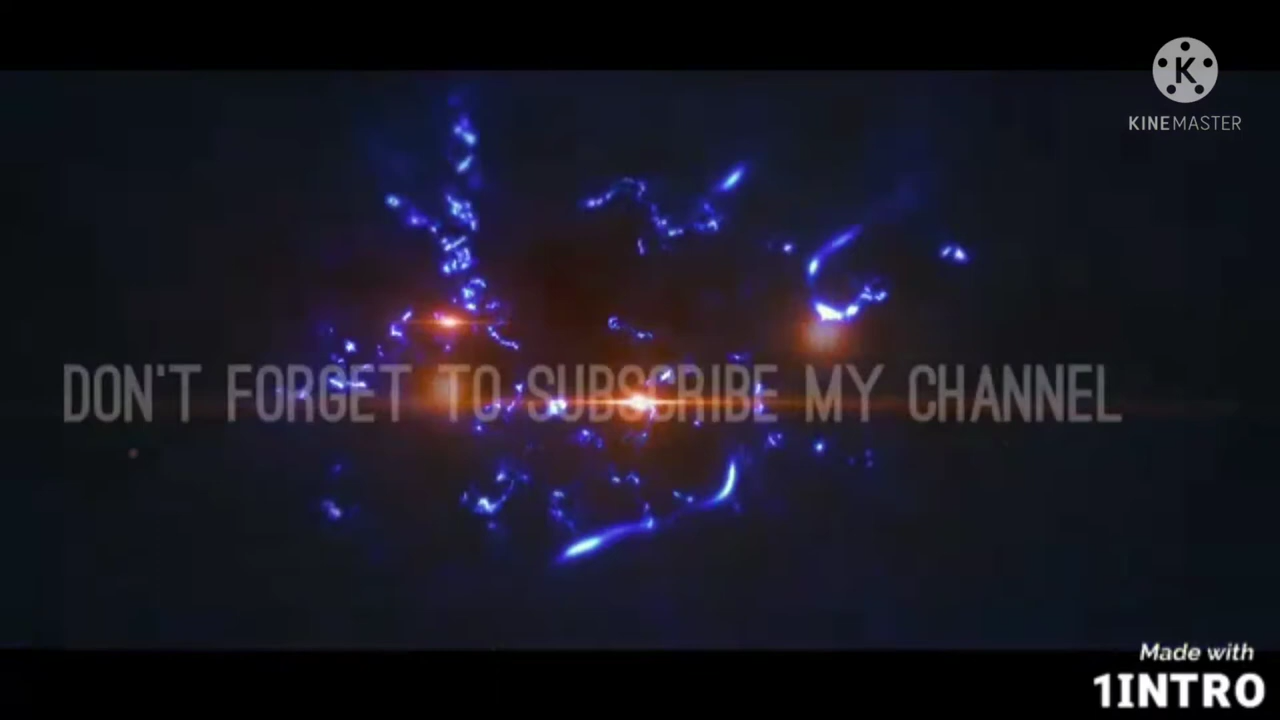 K
KINEMASTER
DON'T FORGET TO SUBSCRIBE MY CHANNEL
Made with
1INTRO